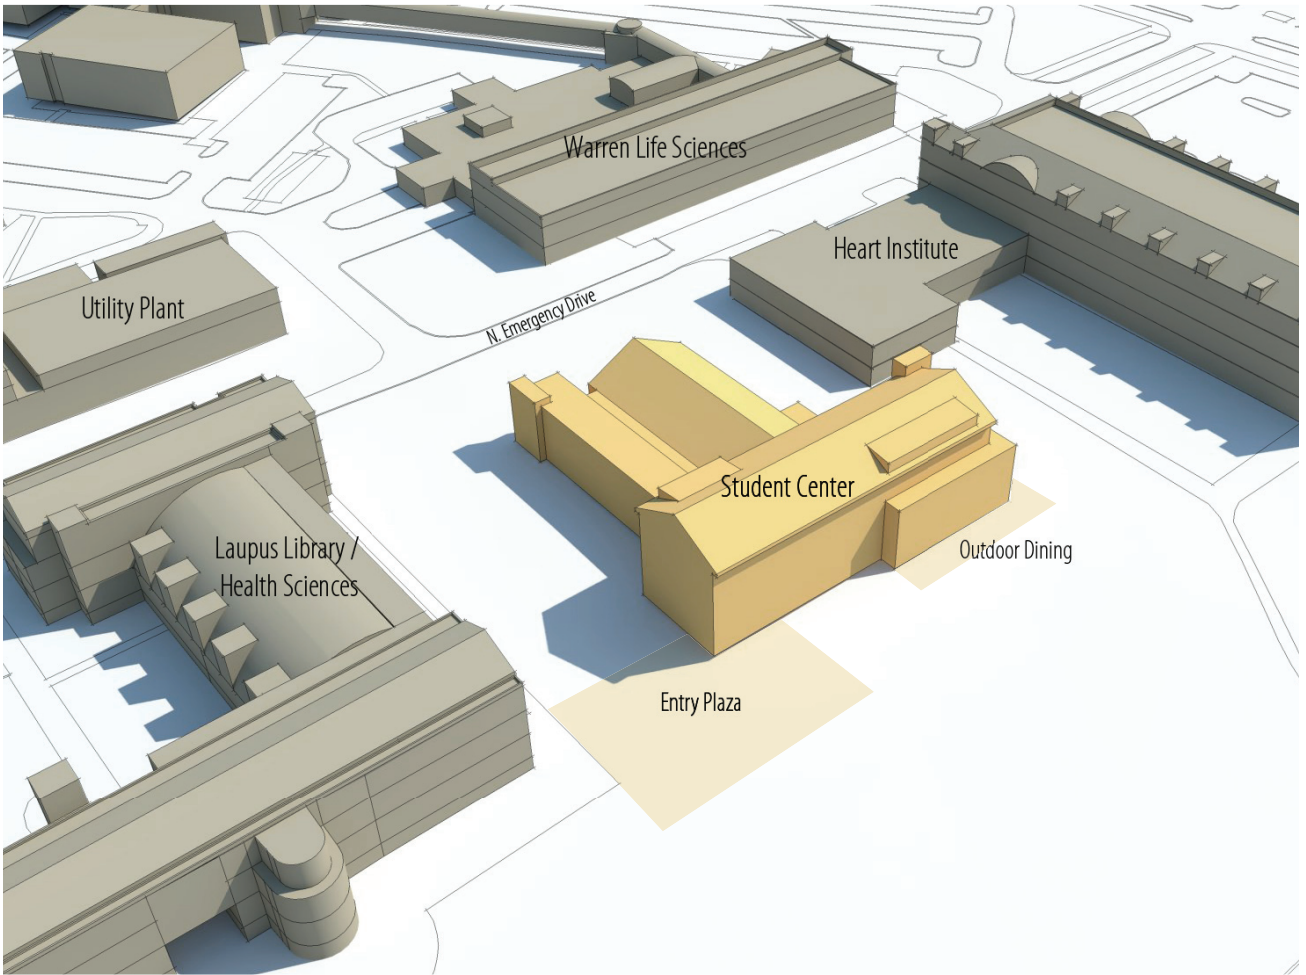 Warren Life Sciences
Heart Institute
Utility Plant
N. Emergency Drive
Student Center
Laupus Library /
Health Sciences
Outdoor Dining
Entry Plaza